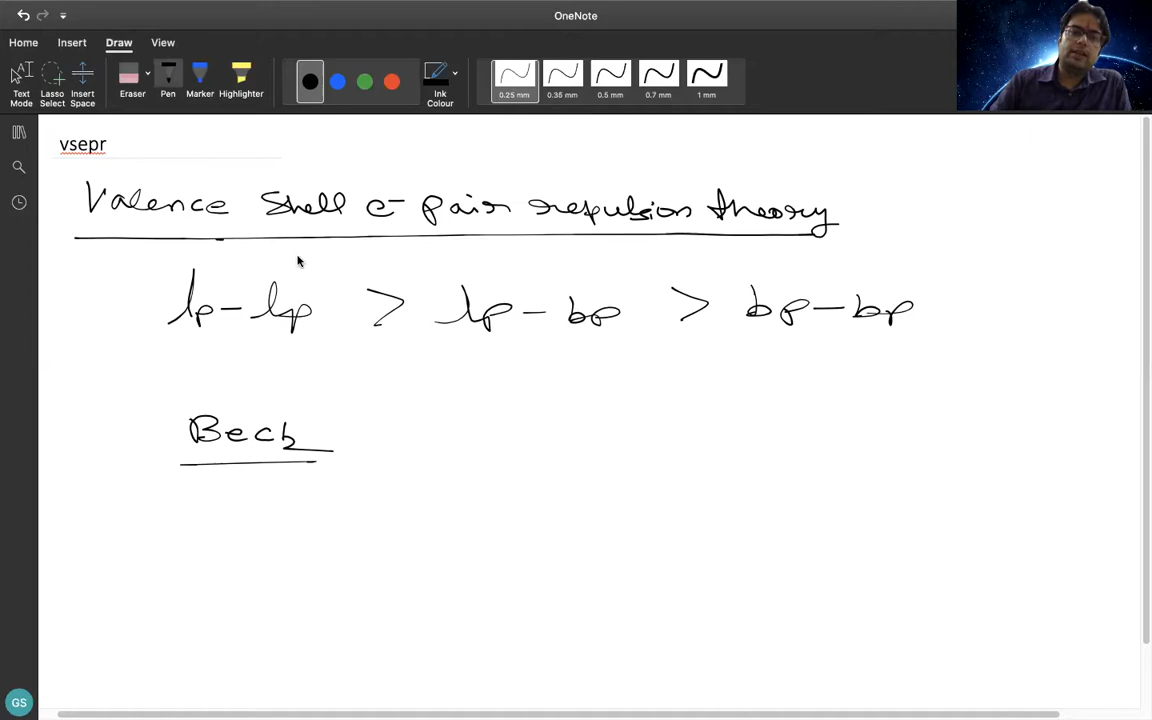 OneNote
Home Insert Draw View
Text Mode Lasso Select Insert Space Eraser Pen Marker Highlighter Ink Colour 0.25 mm 0.35 mm 0.5 mm 0.7 mm 1 mm
vsepr
Valence Shell e- pair repulsion theory
lp-lp > lp-bp > bp-bp
GS